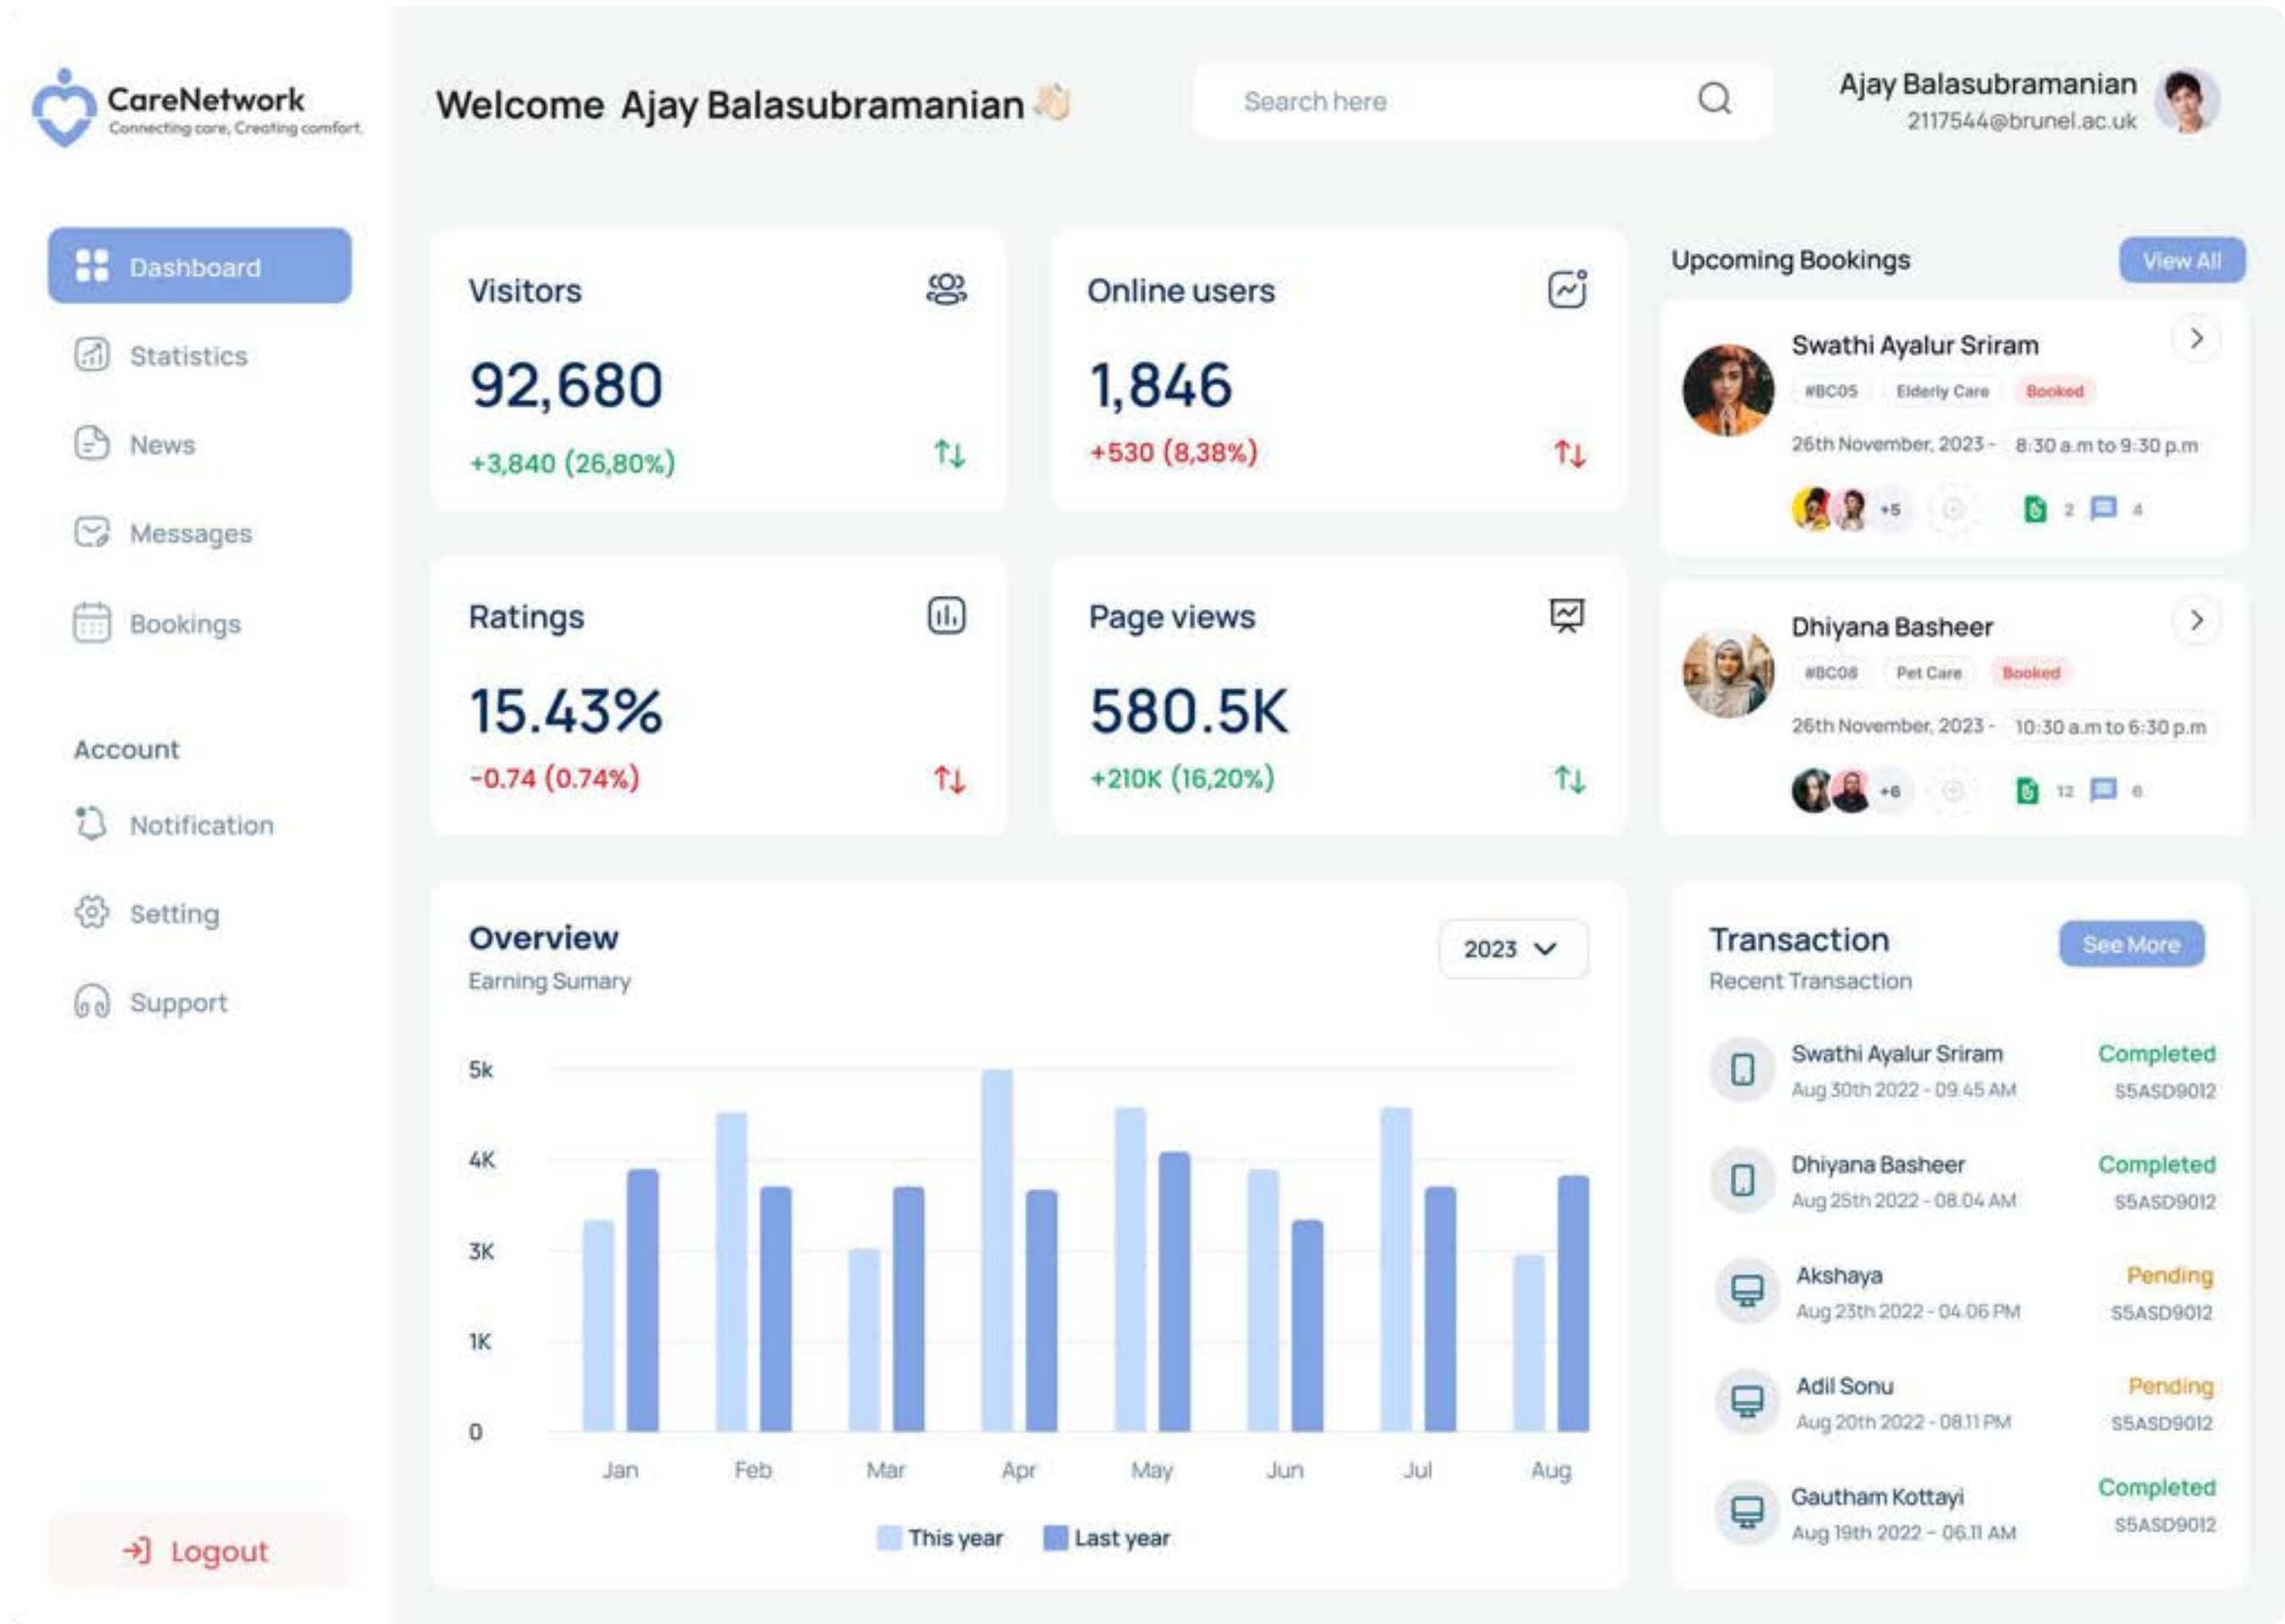 CareNetwork
Connecting care, Creating comfort.
Welcome Ajay Balasubramanian
Search here
Ajay Balasubramanian
2117544@brunel.ac.uk
Dashboard
Statistics
News
Messages
Bookings
Account
Notification
Setting
Support
Logout
Visitors
92,680
+3,840 (26,80%)
Online users
1,846
+530 (8,38%)
Ratings
15.43%
-0.74 (0.74%)
Page views
580.5K
+210K (16,20%)
Upcoming Bookings
View All
Swathi Ayalur Sriram
#BC05 Elderly Care Booked
26th November, 2023 - 8:30 a.m to 9:30 p.m
+5 2 4
Dhiyana Basheer
#BC08 Pet Care Booked
26th November, 2023 - 10:30 a.m to 6:30 p.m
+6 12 6
Overview
2023
Earning Sumary
5k
4K
3K
1K
0
Jan Feb Mar Apr May Jun Jul Aug
This year Last year
Transaction
See More
Recent Transaction
Swathi Ayalur Sriram Completed
Aug 30th 2022 - 09.45 AM S5ASD9012
Dhiyana Basheer Completed
Aug 25th 2022 - 08.04 AM S5ASD9012
Akshaya Pending
Aug 23th 2022 - 04.06 PM S5ASD9012
Adil Sonu Pending
Aug 20th 2022 - 08.11 PM S5ASD9012
Gautham Kottayi Completed
Aug 19th 2022 - 06.11 AM S5ASD9012